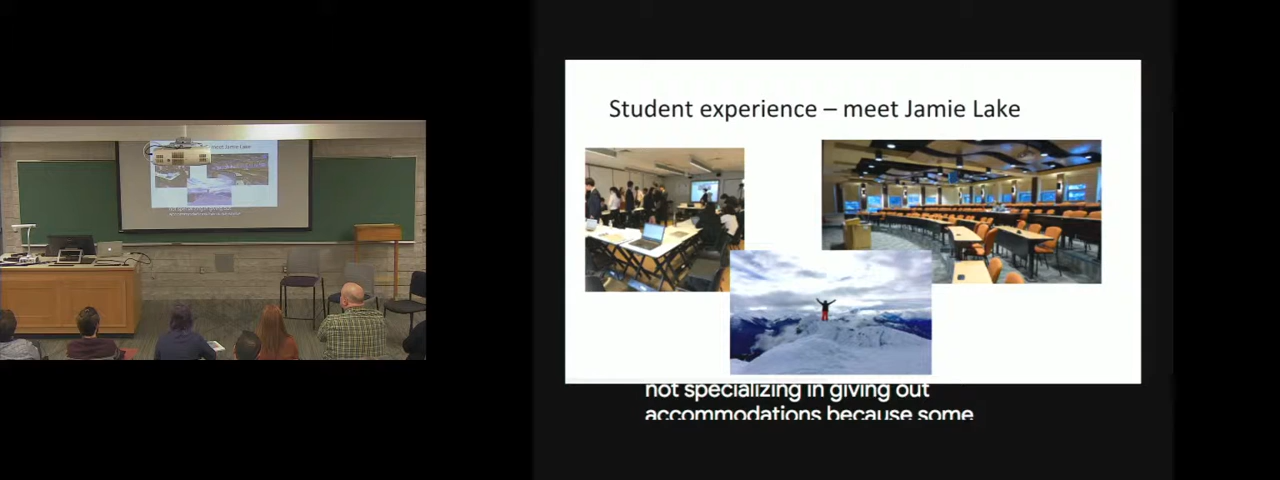 Student experience – meet Jamie Lake
not specializing in giving out
accommodations because some